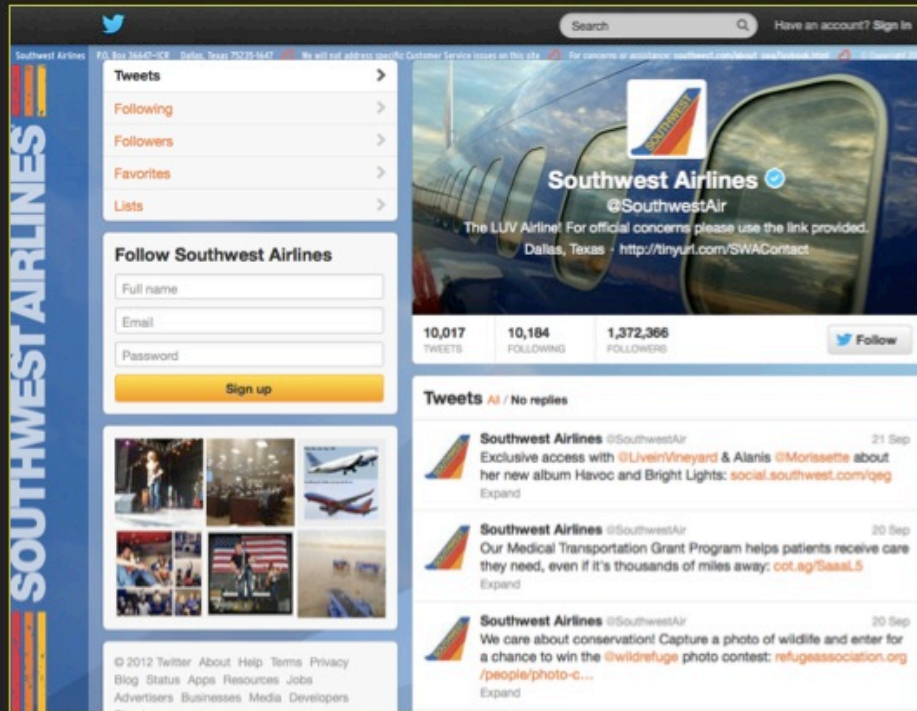 Search
Have an account? Sign in
Southwest Airlines P.O. Box 36647-1CR Dallas, Texas 75235-1647 We will not address specific Customer Service issues on this site For concerns or assistance:
Tweets
Following
Followers
Favorites
Lists
Follow Southwest Airlines
Full name
Email
Password
Sign up
SOUTHWEST AIRLINES
SOUTHWEST
Southwest Airlines
@SouthwestAir
The LUV Airline! For official concerns please use the link provided.
Dallas, Texas · http://tinyurl.com/SWAContact
10,017 10,184 1,372,366
TWEETS FOLLOWING FOLLOWERS
Follow
Tweets All / No replies
Southwest Airlines @SouthwestAir 21 Sep
Exclusive access with @LiveinVineyard & Alanis @Morissette about
her new album Havoc and Bright Lights: social.southwest.com/qeg
Expand
Southwest Airlines @SouthwestAir 20 Sep
Our Medical Transportation Grant Program helps patients receive care
they need, even if it's thousands of miles away: cot.ag/SaaaL5
Expand
Southwest Airlines @SouthwestAir 20 Sep
We care about conservation! Capture a photo of wildlife and enter for
a chance to win the @wildrefuge photo contest: refugeassociation.org
/people/photo-c...
Expand
© 2012 Twitter About Help Terms Privacy
Blog Status Apps Resources Jobs
Advertisers Businesses Media Developers